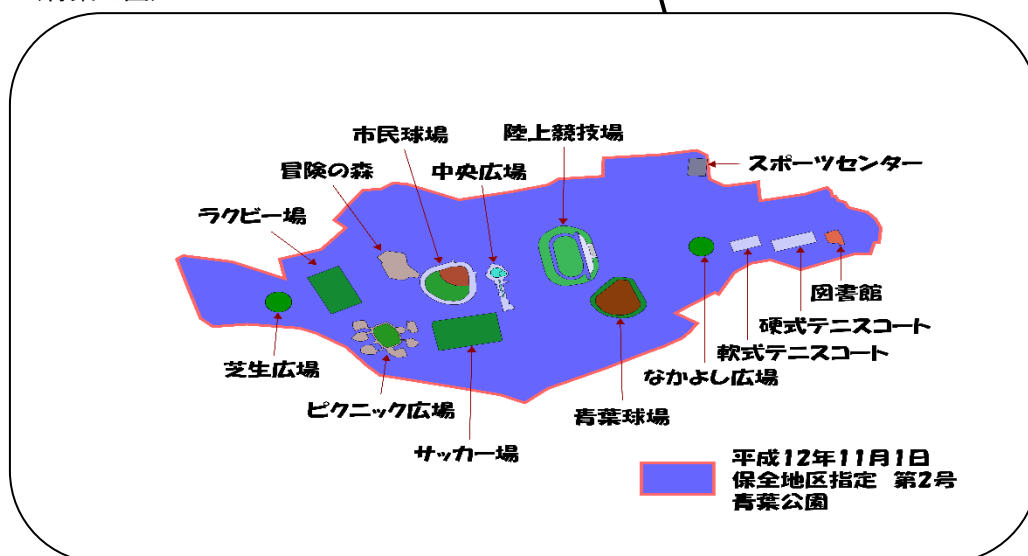 市民球場
陸上競技場
冒険の森
中央広場
スポーツセンター
ラクビー場
図書館
硬式テニスコート
軟式テニスコート
芝生広場
なかよし広場
ピクニック広場
青葉球場
サッカー場
平成12年11月1日
保全地区指定 第2号
青葉公園